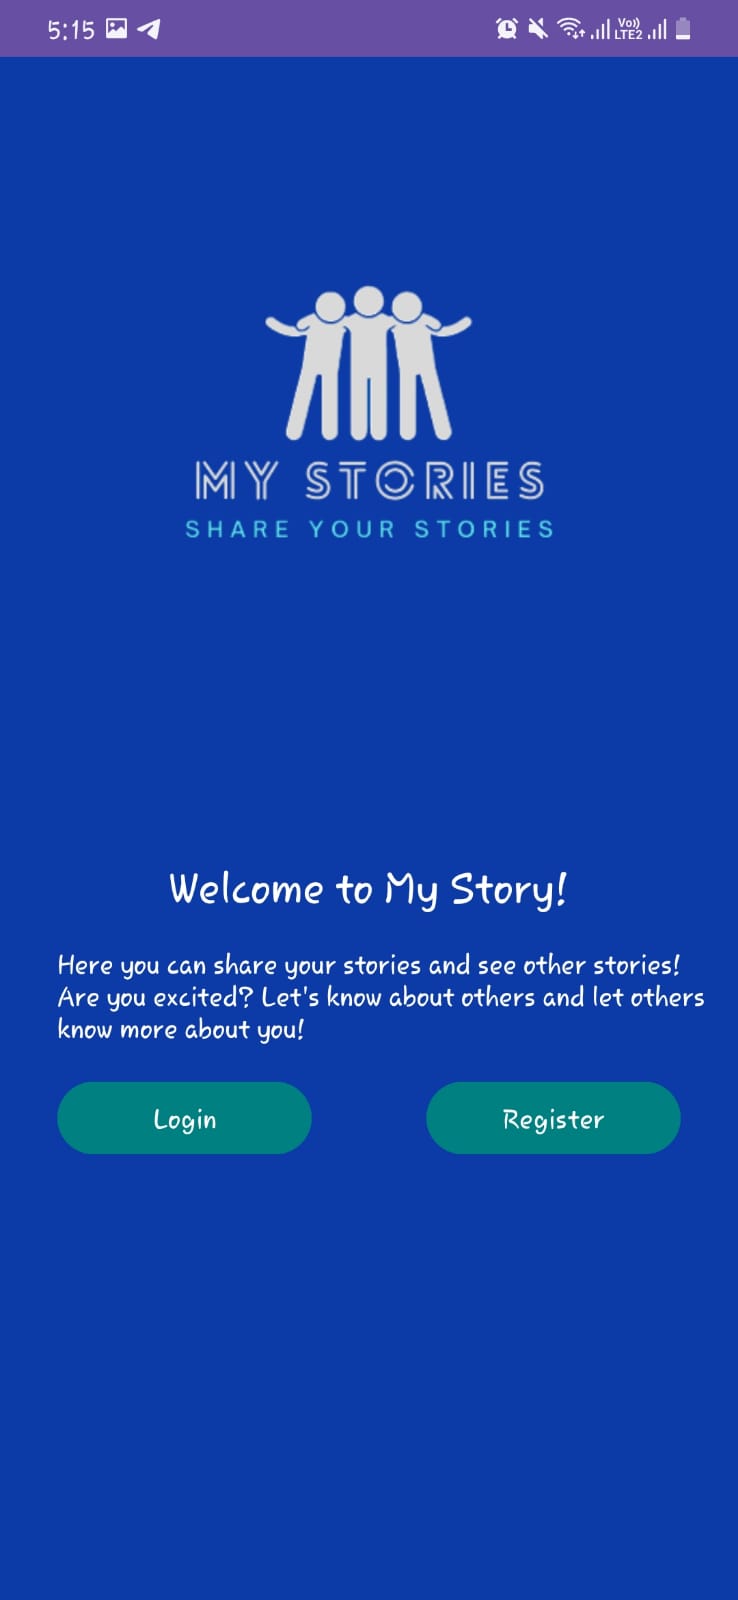 5:15
Vo))
LTE2
MY STORIES
SHARE YOUR STORIES
Welcome to My Story!
Here you can share your stories and see other stories!
Are you excited? Let's know about others and let others
know more about you!
Login
Register